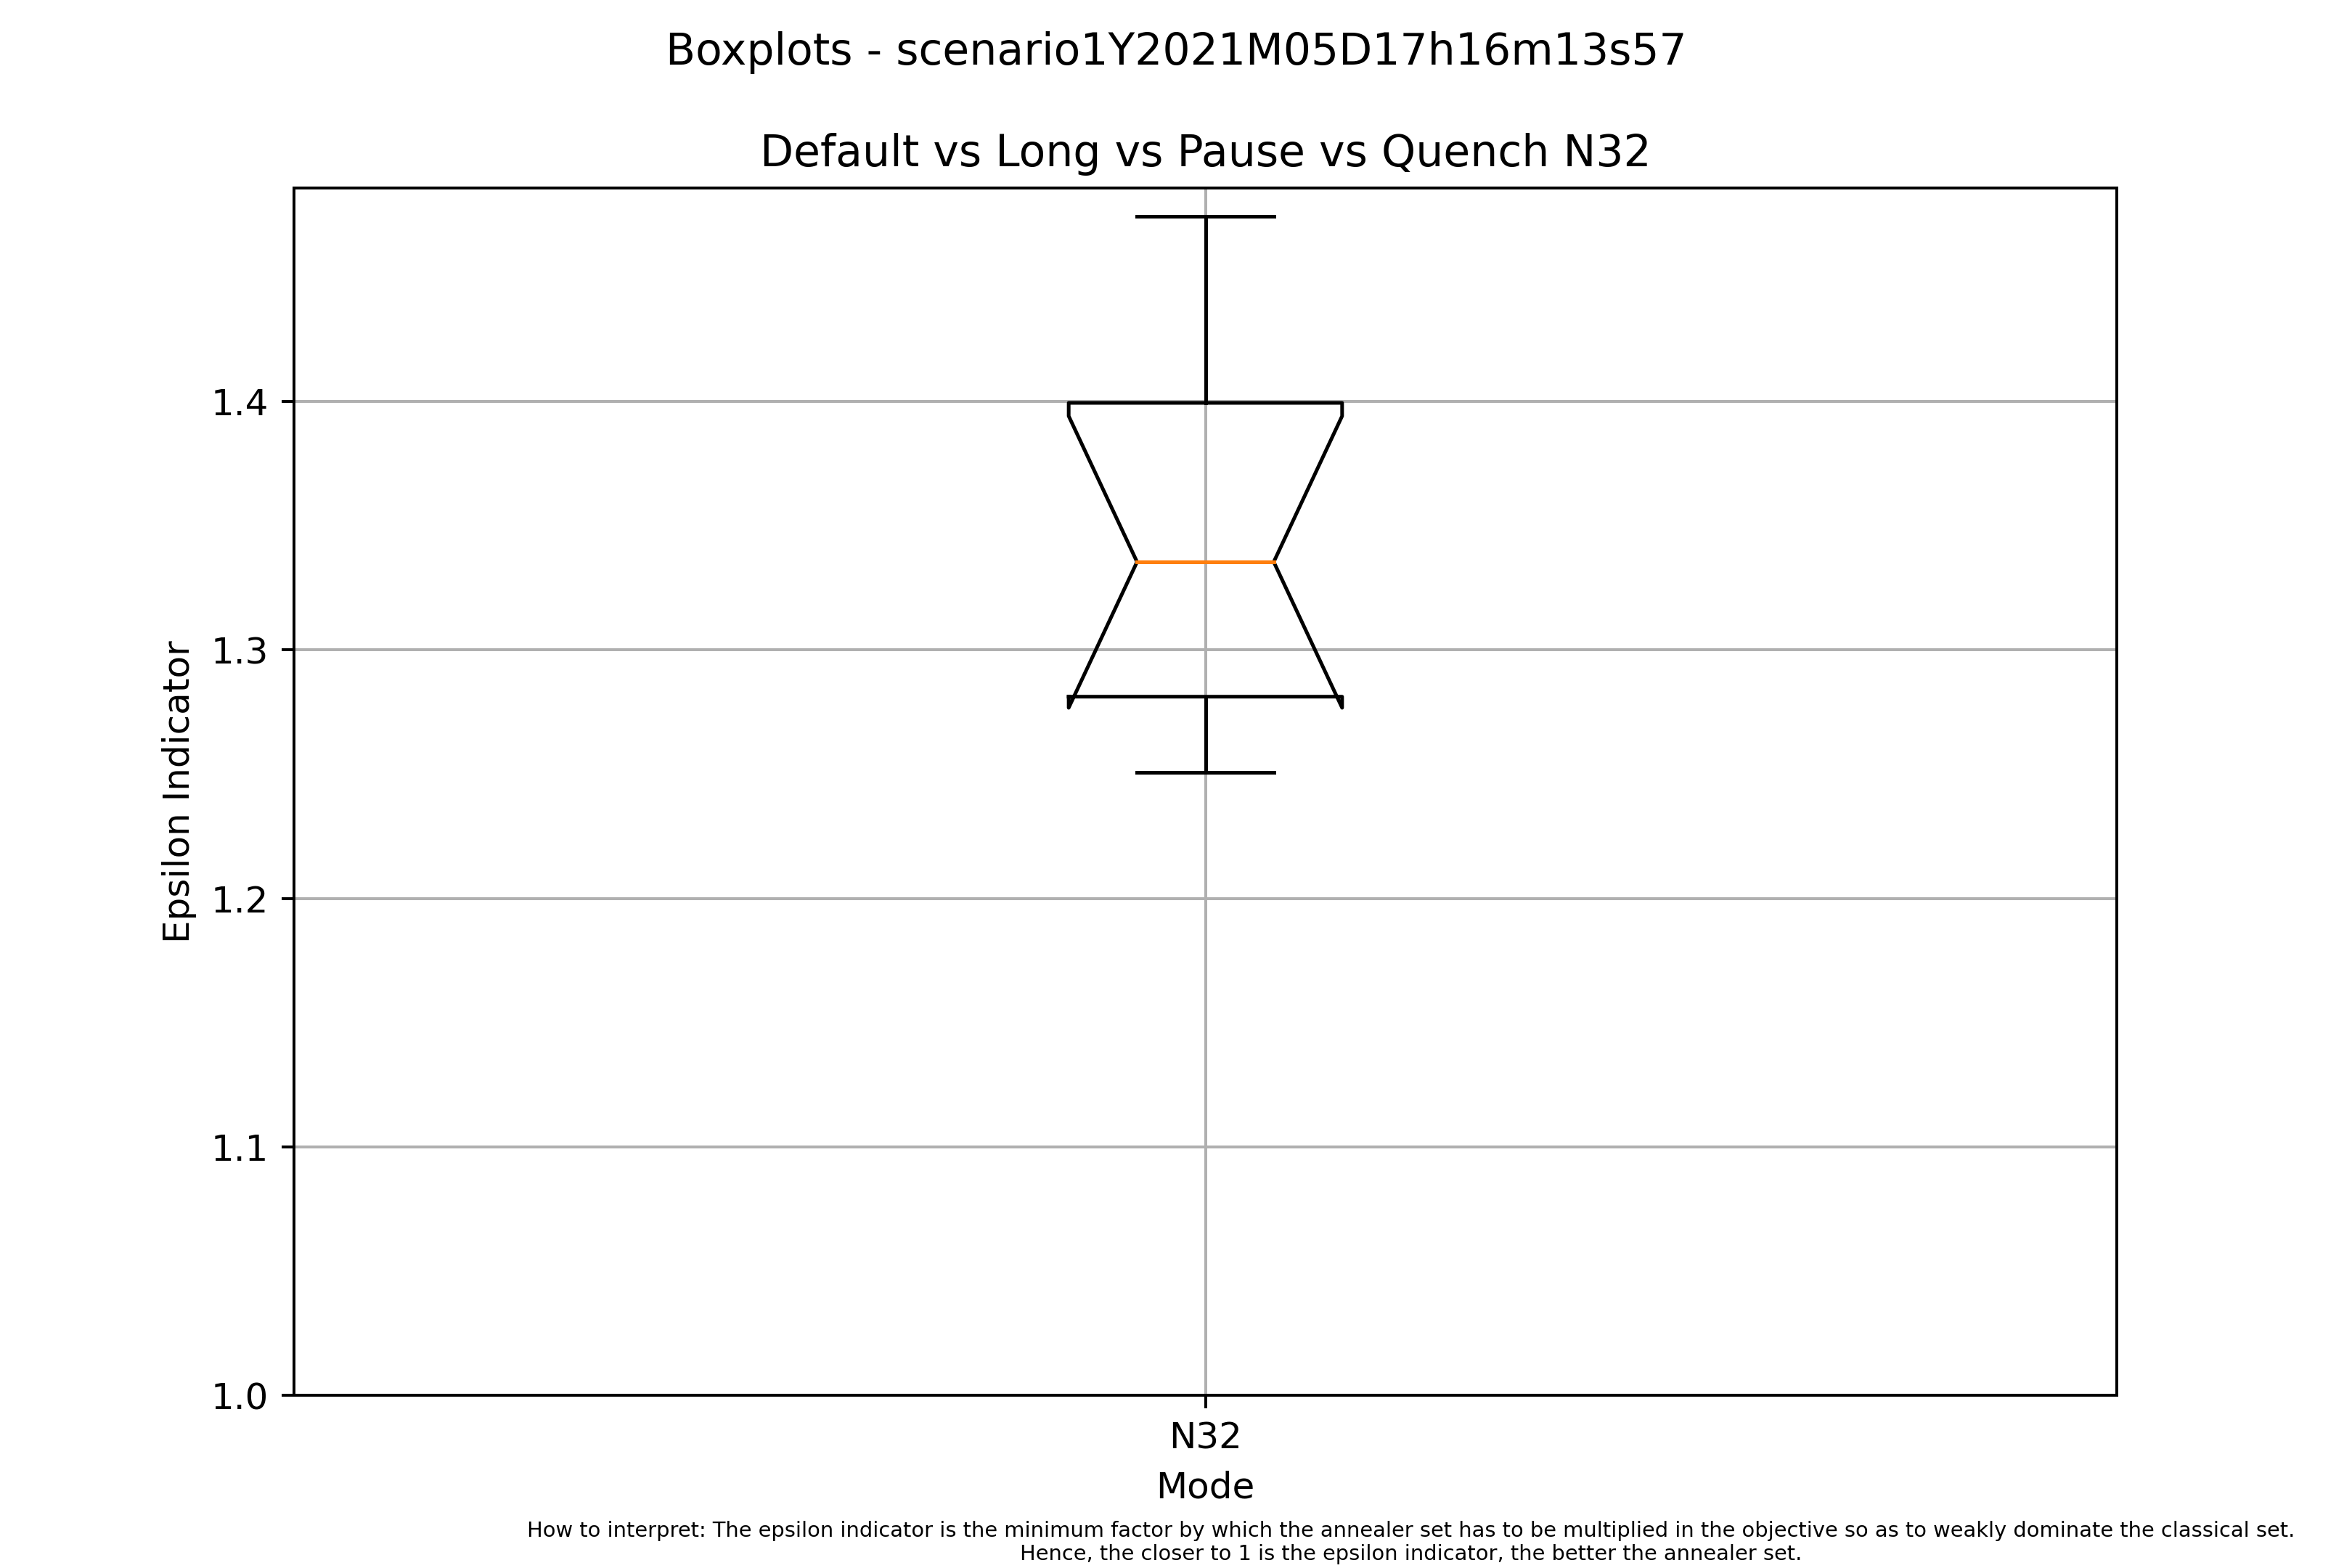 Boxplots - scenario1Y2021M05D17h16m13s57
Default vs Long vs Pause vs Quench N32
Epsilon Indicator
1.4
1.3
1.2
1.1
1.0
N32
Mode
How to interpret: The epsilon indicator is the minimum factor by which the annealer set has to be multiplied in the objective so as to weakly dominate the classical set.
Hence, the closer to 1 is the epsilon indicator, the better the annealer set.